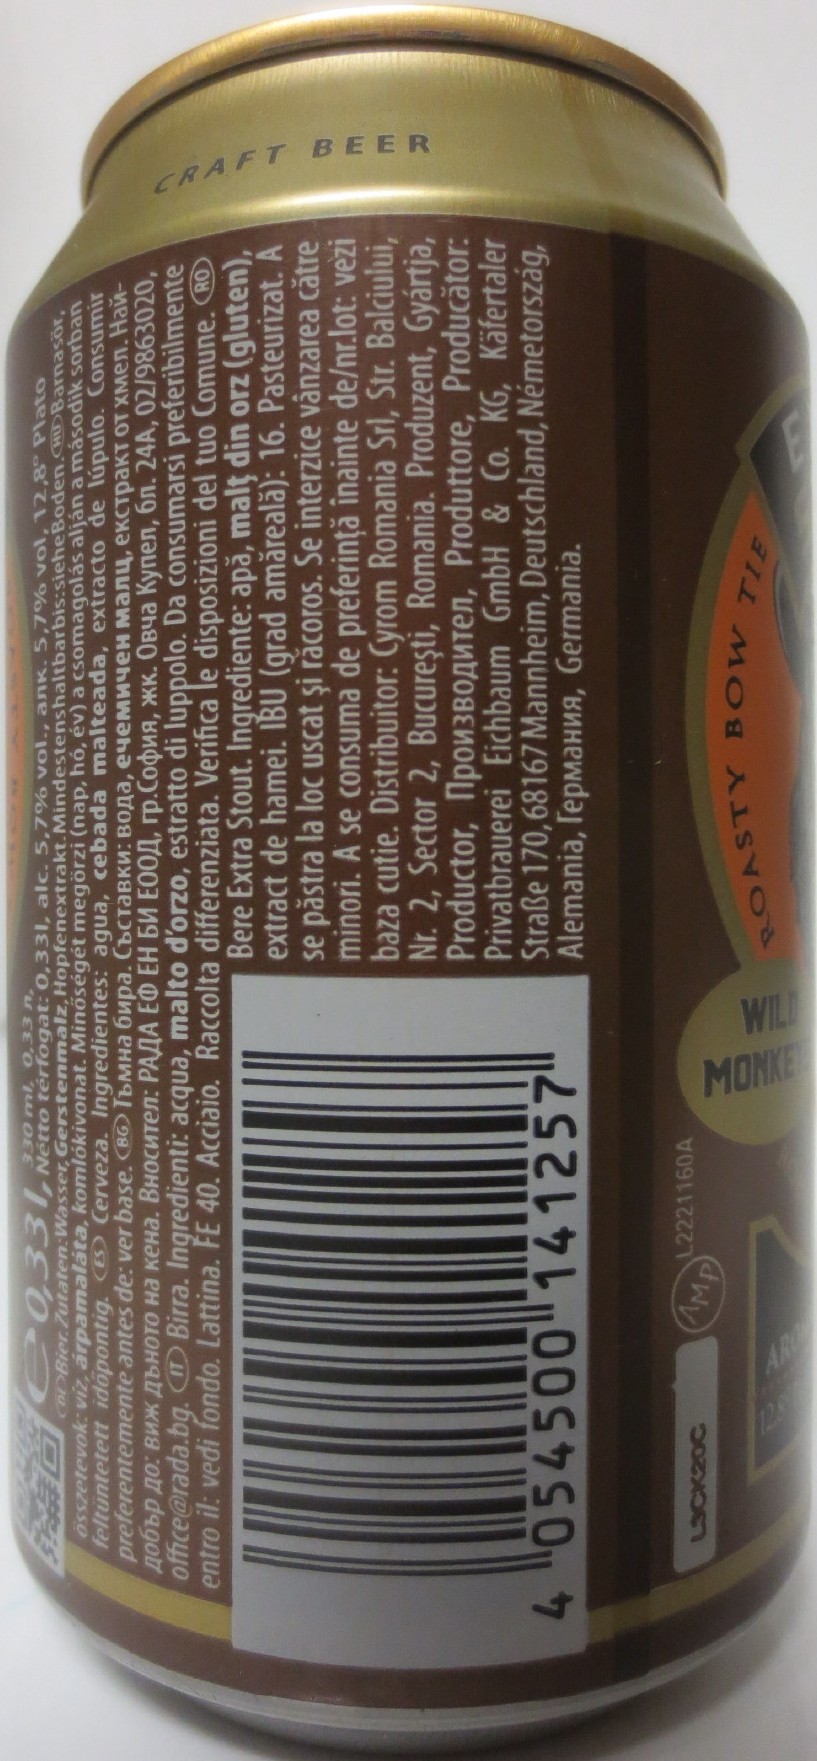 CRAFT BEER
e 0,33 l, 330 ml, 0,33 л,
Nettó térfogat: 0,33l, alc. 5,7% vol., алк. 5,7% vol, 12,8° Plato
Bier. Zutaten: Wasser, Gerstenmalz, Hopfenextrakt. Mindestens haltbar bis: siehe Boden. HU Barnasör,
összetevők: víz, árpamaláta, komlókivonat. Minőségét megőrzi (nap, hó, év) a csomagolás alján a második sorban
feltüntetett időpontig. ES Cerveza. Ingredientes: agua, cebada malteada, extracto de lúpulo. Consumir
preferentemente antes de: ver base. BG Тъмна бира. Съставки: вода, ечемичен малц, екстракт от хмел. Най-
добър до: виж дъното на кена. Вносител: РАДА ЕФ ЕН БИ ЕООД, гр.София, жк. Овча Купел, бл. 24А, 02/9863020,
office@rada.bg. IT Birra. Ingredienti: acqua, malto d'orzo, estratto di luppolo. Da consumarsi preferibilmente
entro il: vedi fondo. Lattina. FE 40. Acciaio. Raccolta differenziata. Verifica le disposizioni del tuo Comune. RO
Bere Extra Stout. Ingrediente: apă, malț din orz (gluten),
extract de hamei. IBU (grad amăreală): 16. Pasteurizat. A
se păstra la loc uscat și răcoros. Se interzice vânzarea către
minori. A se consuma de preferință înainte de/nr.lot: vezi
baza cutie. Distribuitor: Cyrom Romania Srl, Str. Balciului,
Nr. 2, Sector 2, București, Romania. Produzent, Gyártja,
Productor, Производител, Produttore, Producător:
Privatbrauerei Eichbaum GmbH & Co. KG, Käfertaler
Straße 170, 68167 Mannheim, Deutschland, Németország,
Alemania, Германия, Germania.
4 054500 141257
L3CK20C
1MP L2221160A
ROASTY BOW TIE
WILD
MONKEY
12,8°